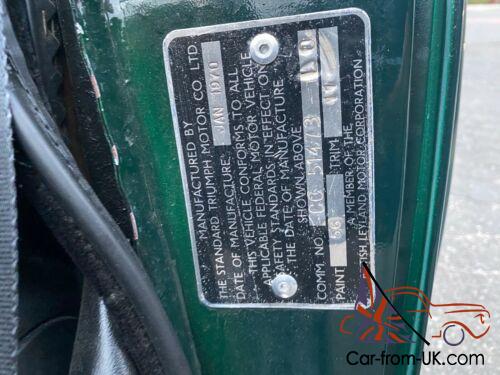 MANUFACTURED BY
THE STANDARD TRIUMPH MOTOR CO LTD.
DATE OF MANUFACTURE. JAN 1970
THIS VEHICLE CONFORMS TO ALL
APPLICABLE FEDERAL MOTOR VEHICLE
SAFETY STANDARDS IN EFFECT ON
THE DATE OF MANUFACTURE
SHOWN ABOVE
COMM. NO.
PAINT TRIM 11
A MEMBER OF THE
BRITISH LEYLAND MOTOR CORPORATION
Car-from-UK.com